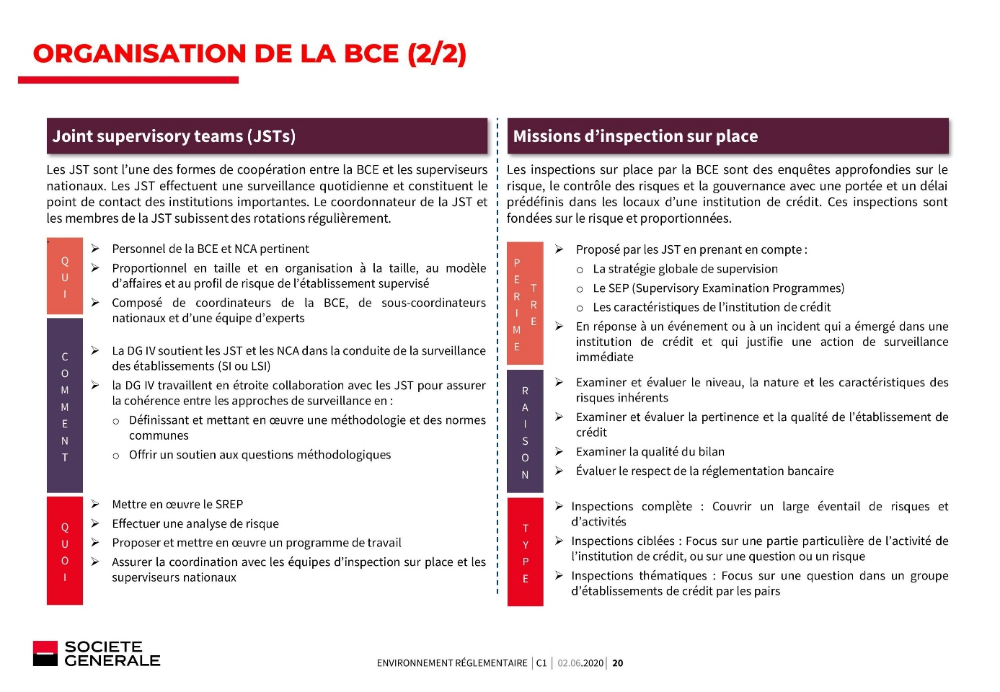 ORGANISATION DE LA BCE (2/2)
Joint supervisory teams (JSTs)
Les JST sont l’une des formes de coopération entre la BCE et les superviseurs
nationaux. Les JST effectuent une surveillance quotidienne et constituent le
point de contact des institutions importantes. Le coordonnateur de la JST et
les membres de la JST subissent des rotations régulièrement.
QUI
➢ Personnel de la BCE et NCA pertinent
➢ Proportionnel en taille et en organisation à la taille, au modèle
d’affaires et au profil de risque de l’établissement supervisé
➢ Composé de coordinateurs de la BCE, de sous-coordinateurs
nationaux et d’une équipe d’experts
COMMENT
➢ La DG IV soutient les JST et les NCA dans la conduite de la surveillance
des établissements (SI ou LSI)
➢ la DG IV travaillent en étroite collaboration avec les JST pour assurer
la cohérence entre les approches de surveillance en :
o Définissant et mettant en œuvre une méthodologie et des normes
communes
o Offrir un soutien aux questions méthodologiques
QUOI
➢ Mettre en œuvre le SREP
➢ Effectuer une analyse de risque
➢ Proposer et mettre en œuvre un programme de travail
➢ Assurer la coordination avec les équipes d’inspection sur place et les
superviseurs nationaux
Missions d’inspection sur place
Les inspections sur place par la BCE sont des enquêtes approfondies sur le
risque, le contrôle des risques et la gouvernance avec une portée et un délai
prédéfinis dans les locaux d’une institution de crédit. Ces inspections sont
fondées sur le risque et proportionnées.
PERIME
TRE
➢ Proposé par les JST en prenant en compte :
o La stratégie globale de supervision
o Le SEP (Supervisory Examination Programmes)
o Les caractéristiques de l’institution de crédit
➢ En réponse à un événement ou à un incident qui a émergé dans une
institution de crédit et qui justifie une action de surveillance
immédiate
RAISON
➢ Examiner et évaluer le niveau, la nature et les caractéristiques des
risques inhérents
➢ Examiner et évaluer la pertinence et la qualité de l’établissement de
crédit
➢ Examiner la qualité du bilan
➢ Évaluer le respect de la réglementation bancaire
TYPE
➢ Inspections complète : Couvrir un large éventail de risques et
d’activités
➢ Inspections ciblées : Focus sur une partie particulière de l’activité de
l’institution de crédit, ou sur une question ou un risque
➢ Inspections thématiques : Focus sur une question dans un groupe
d’établissements de crédit par les pairs
SOCIETE
GENERALE
ENVIRONNEMENT RÉGLEMENTAIRE | C1 | 02.06.2020 | 20